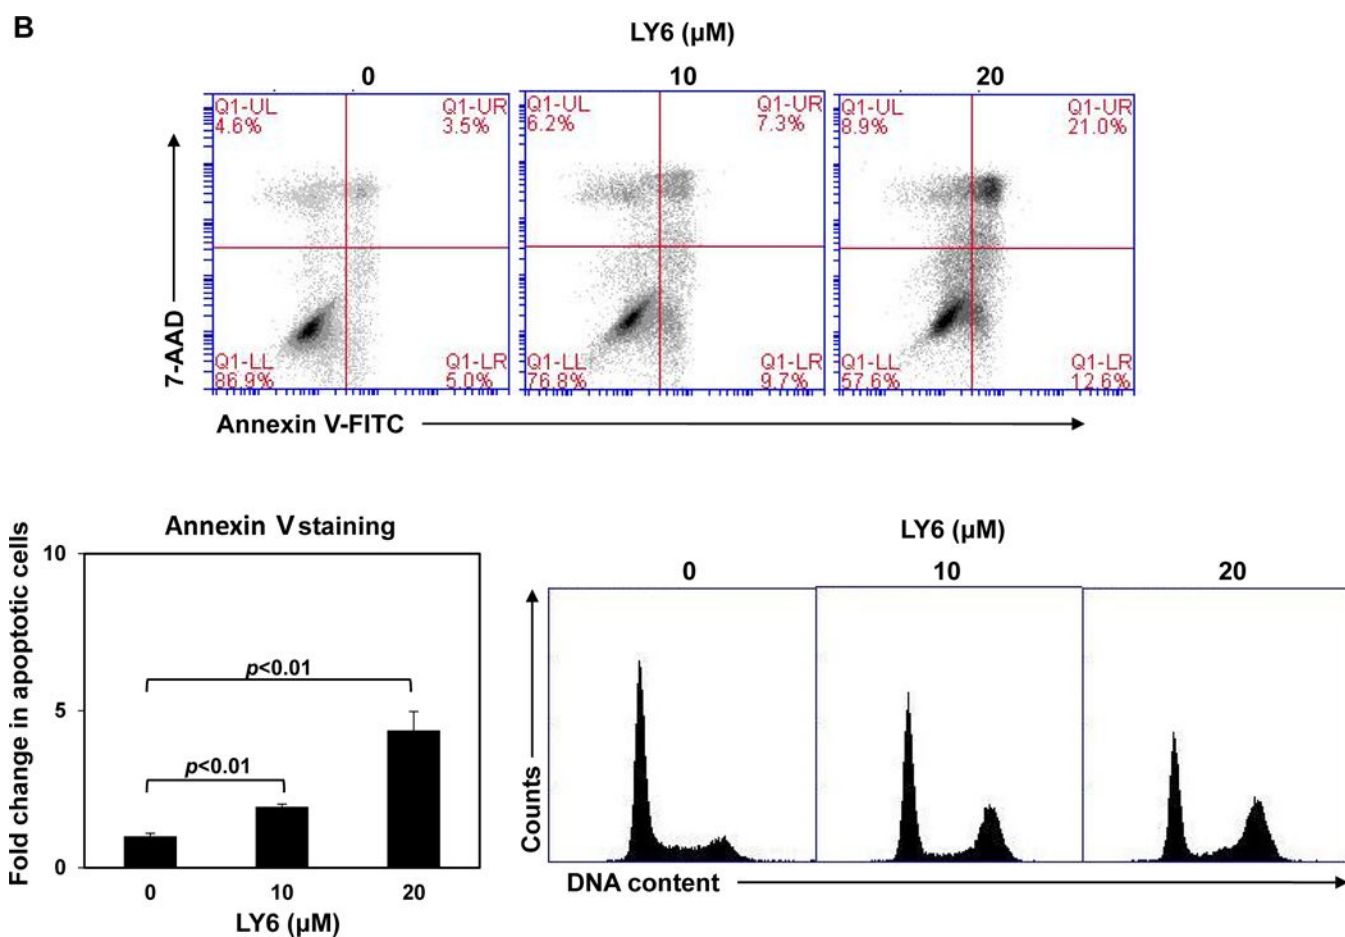 B
LY6 (µM)
0 10 20
Q1-UL Q1-UR
4.6% 3.5%
Q1-LL Q1-LR
86.9% 5.0%
Q1-UL Q1-UR
6.2% 7.3%
Q1-LL Q1-LR
76.8% 9.7%
Q1-UL Q1-UR
8.9% 21.0%
Q1-LL Q1-LR
57.6% 12.6%
7-AAD
Annexin V-FITC
Annexin V staining
Fold change in apoptotic cells
10
5
0
p<0.01
p<0.01
0 10 20
LY6 (µM)
LY6 (µM)
0 10 20
Counts
DNA content